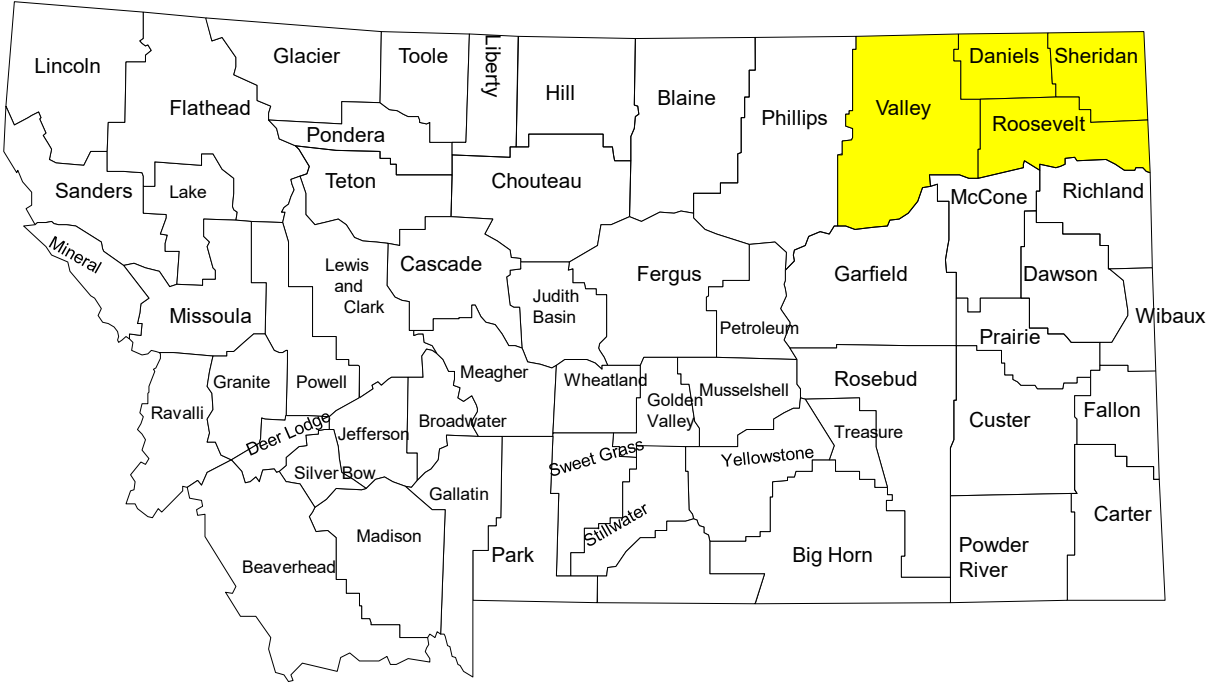 Lincoln
Glacier
Toole
Liberty
Hill
Blaine
Phillips
Valley
Daniels
Sheridan
Flathead
Pondera
Roosevelt
Sanders
Lake
Teton
Chouteau
McCone
Richland
Mineral
Lewis
and
Clark
Cascade
Judith
Basin
Fergus
Petroleum
Garfield
Dawson
Wibaux
Missoula
Prairie
Granite
Powell
Meagher
Wheatland
Golden
Valley
Musselshell
Rosebud
Ravalli
Deer Lodge
Jefferson
Broadwater
Treasure
Custer
Fallon
Silver Bow
Sweet Grass
Yellowstone
Gallatin
Stillwater
Carter
Madison
Beaverhead
Park
Big Horn
Powder
River